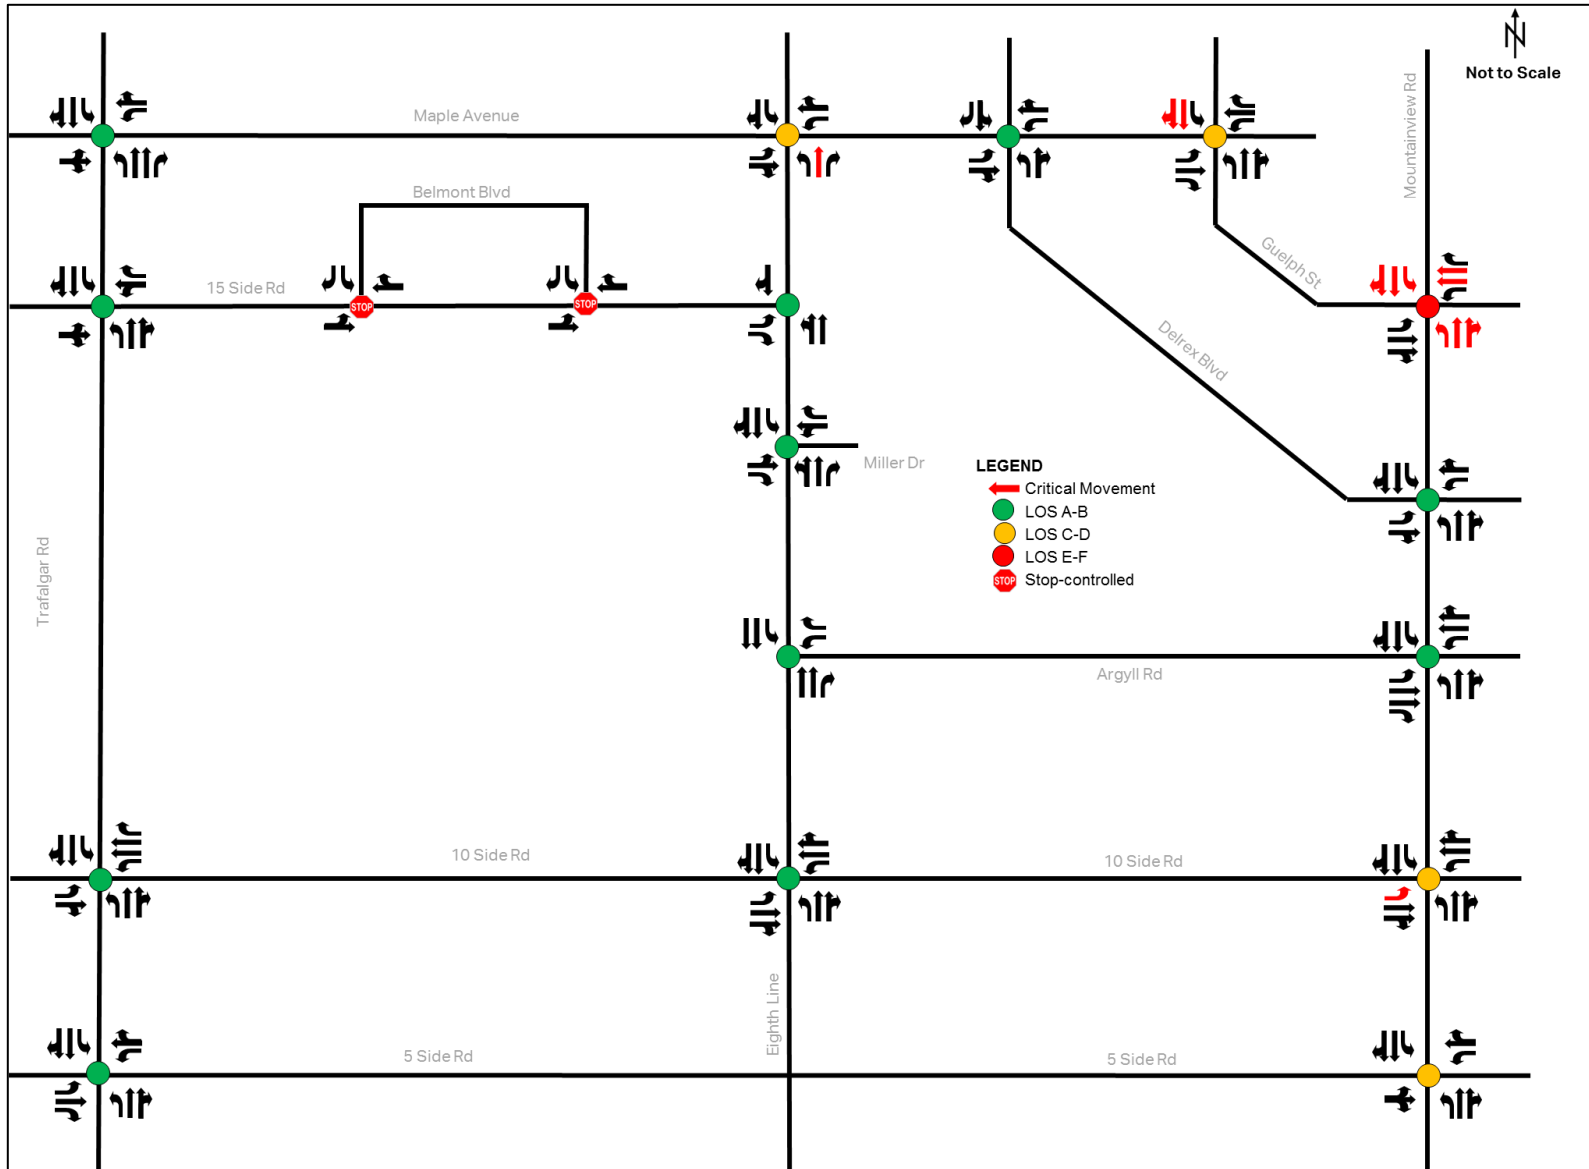 N
Not to Scale
Mountainview Rd
Maple Avenue
Belmont Blvd
15 Side Rd
STOP
STOP
Guelph St
Delrex Blvd
Miller Dr
LEGEND
Critical Movement
LOS A-B
LOS C-D
LOS E-F
STOP Stop-controlled
Trafalgar Rd
Argyll Rd
10 Side Rd
10 Side Rd
Eighth Line
5 Side Rd
5 Side Rd